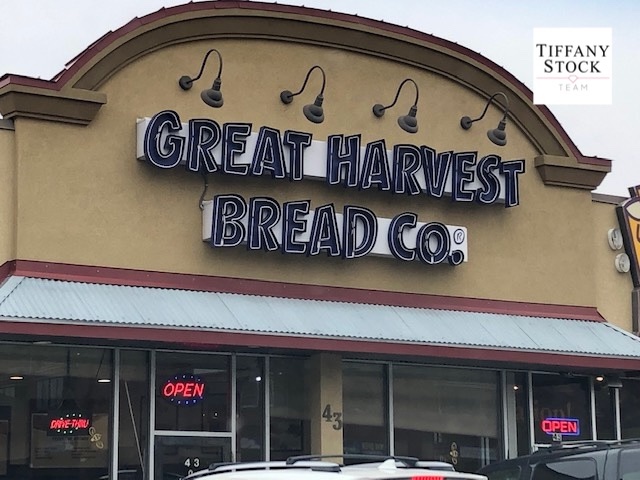 TIFFANY
STOCK
TEAM
GREAT HARVEST
BREAD CO.®
OPEN
DRIVE-THRU
43
43
OPEN